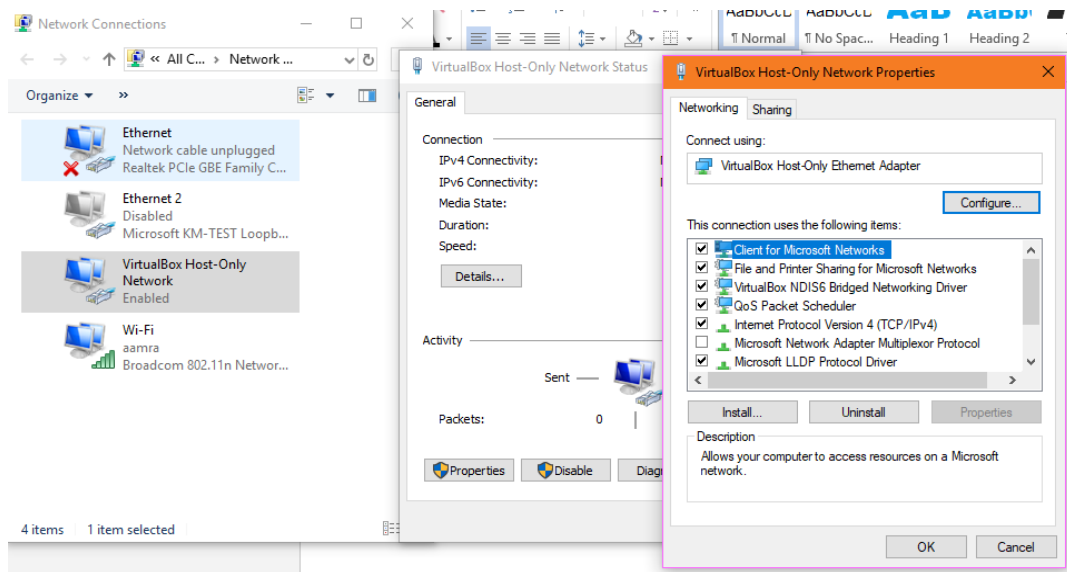 Network Connections
« All C... > Network ...
Organize
»
Ethernet
Network cable unplugged
Realtek PCIe GBE Family C...
Ethernet 2
Disabled
Microsoft KM-TEST Loopb...
VirtualBox Host-Only
Network
Enabled
Wi-Fi
aamra
Broadcom 802.11n Networ...
4 items 1 item selected
AaBbCcD AaBbCcD AaB AaBb
¶ Normal ¶ No Spac... Heading 1 Heading 2
VirtualBox Host-Only Network Status
General
Connection
IPv4 Connectivity:
IPv6 Connectivity:
Media State:
Duration:
Speed:
Details...
Activity
Sent
Packets: 0
Properties Disable Diag
VirtualBox Host-Only Network Properties
Networking Sharing
Connect using:
VirtualBox Host-Only Ethernet Adapter
Configure...
This connection uses the following items:
Client for Microsoft Networks
File and Printer Sharing for Microsoft Networks
VirtualBox NDIS6 Bridged Networking Driver
QoS Packet Scheduler
Internet Protocol Version 4 (TCP/IPv4)
Microsoft Network Adapter Multiplexor Protocol
Microsoft LLDP Protocol Driver
Install... Uninstall Properties
Description
Allows your computer to access resources on a Microsoft
network.
OK Cancel